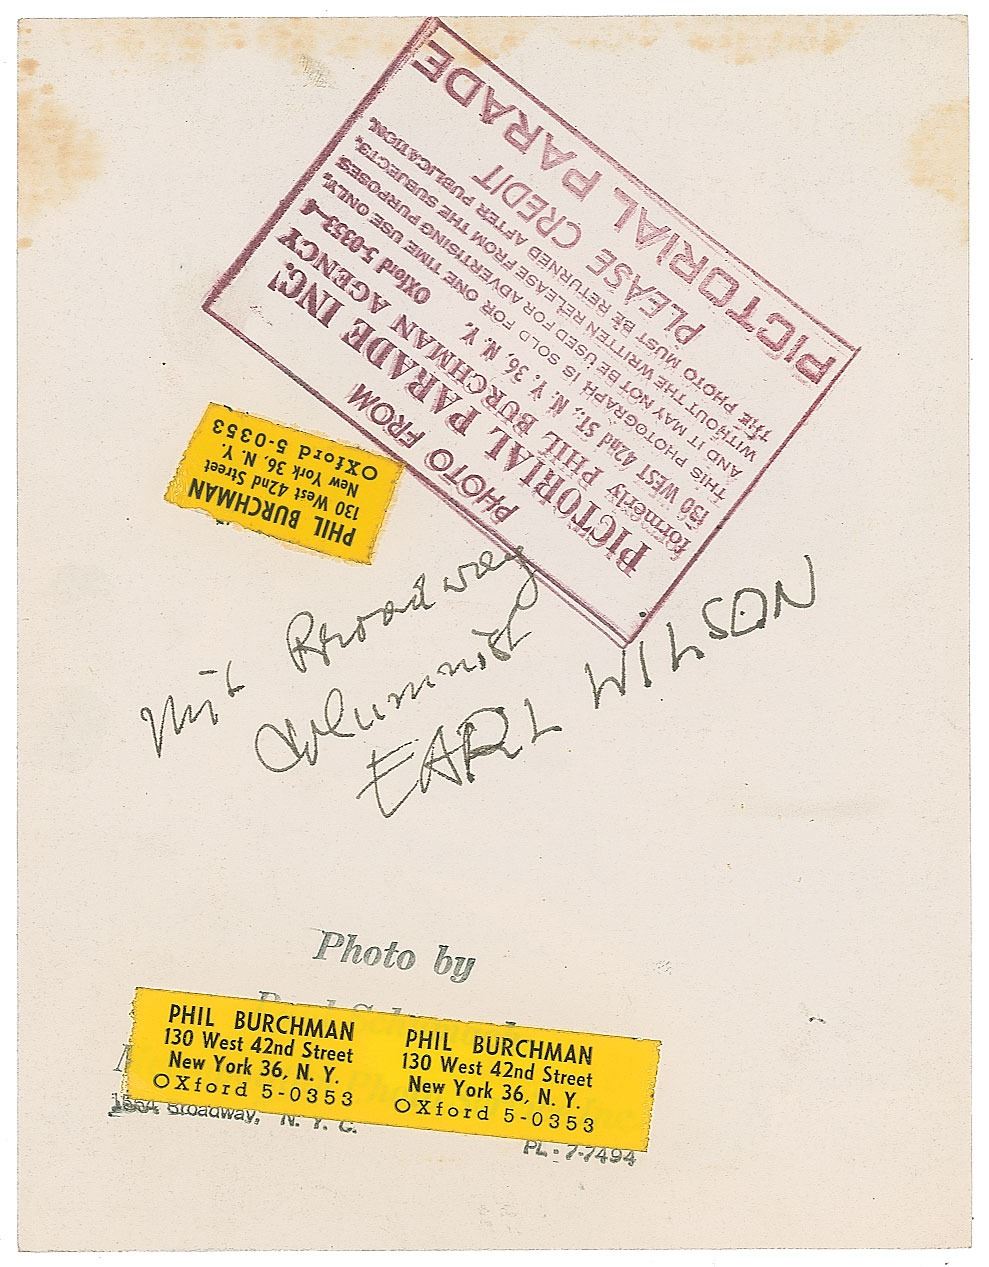 PHOTO FROM
PICTORIAL PARADE INC.
formerly PHIL BURCHMAN AGENCY
130 WEST 42nd ST., N.Y. 36, N.Y. OXford 5-0353-4
THIS PHOTOGRAPH IS SOLD FOR ONE TIME USE ONLY,
AND IT MAY NOT BE USED FOR ADVERTISING PURPOSES
WITHOUT THE WRITTEN RELEASE FROM THE SUBJECTS.
THE PHOTO MUST BE RETURNED AFTER PUBLICATION.
PLEASE CREDIT
PICTORIAL PARADE
PHIL BURCHMAN
130 West 42nd Street
New York 36, N. Y.
OXford 5-0353
Broadway
Columnist
EARL WILSON
Photo by
PHIL BURCHMAN
130 West 42nd Street
New York 36, N. Y.
OXford 5-0353
PHIL BURCHMAN
130 West 42nd Street
New York 36, N. Y.
OXford 5-0353
Broadway, N. Y. C.
PL - 7-7494